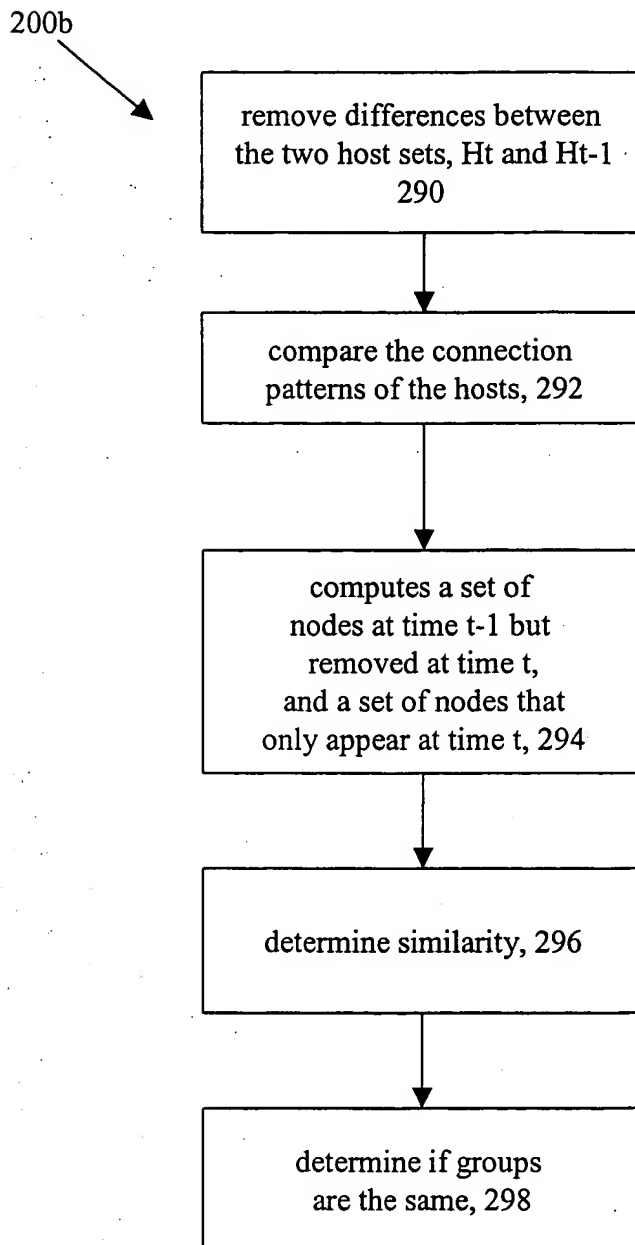 200b
remove differences between
the two host sets, Ht and Ht-1
290
compare the connection
patterns of the hosts, 292
computes a set of
nodes at time t-1 but
removed at time t,
and a set of nodes that
only appear at time t, 294
determine similarity, 296
determine if groups
are the same, 298